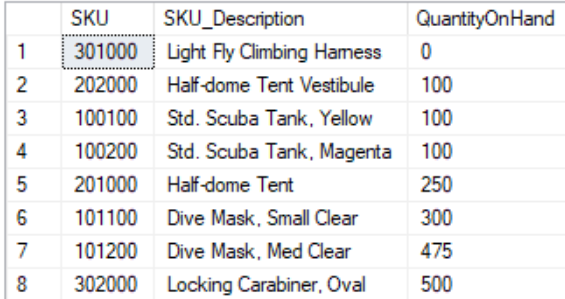 SKU SKU_Description QuantityOnHand
1 301000 Light Fly Climbing Harness 0
2 202000 Half-dome Tent Vestibule 100
3 100100 Std. Scuba Tank, Yellow 100
4 100200 Std. Scuba Tank, Magenta 100
5 201000 Half-dome Tent 250
6 101100 Dive Mask, Small Clear 300
7 101200 Dive Mask, Med Clear 475
8 302000 Locking Carabiner, Oval 500